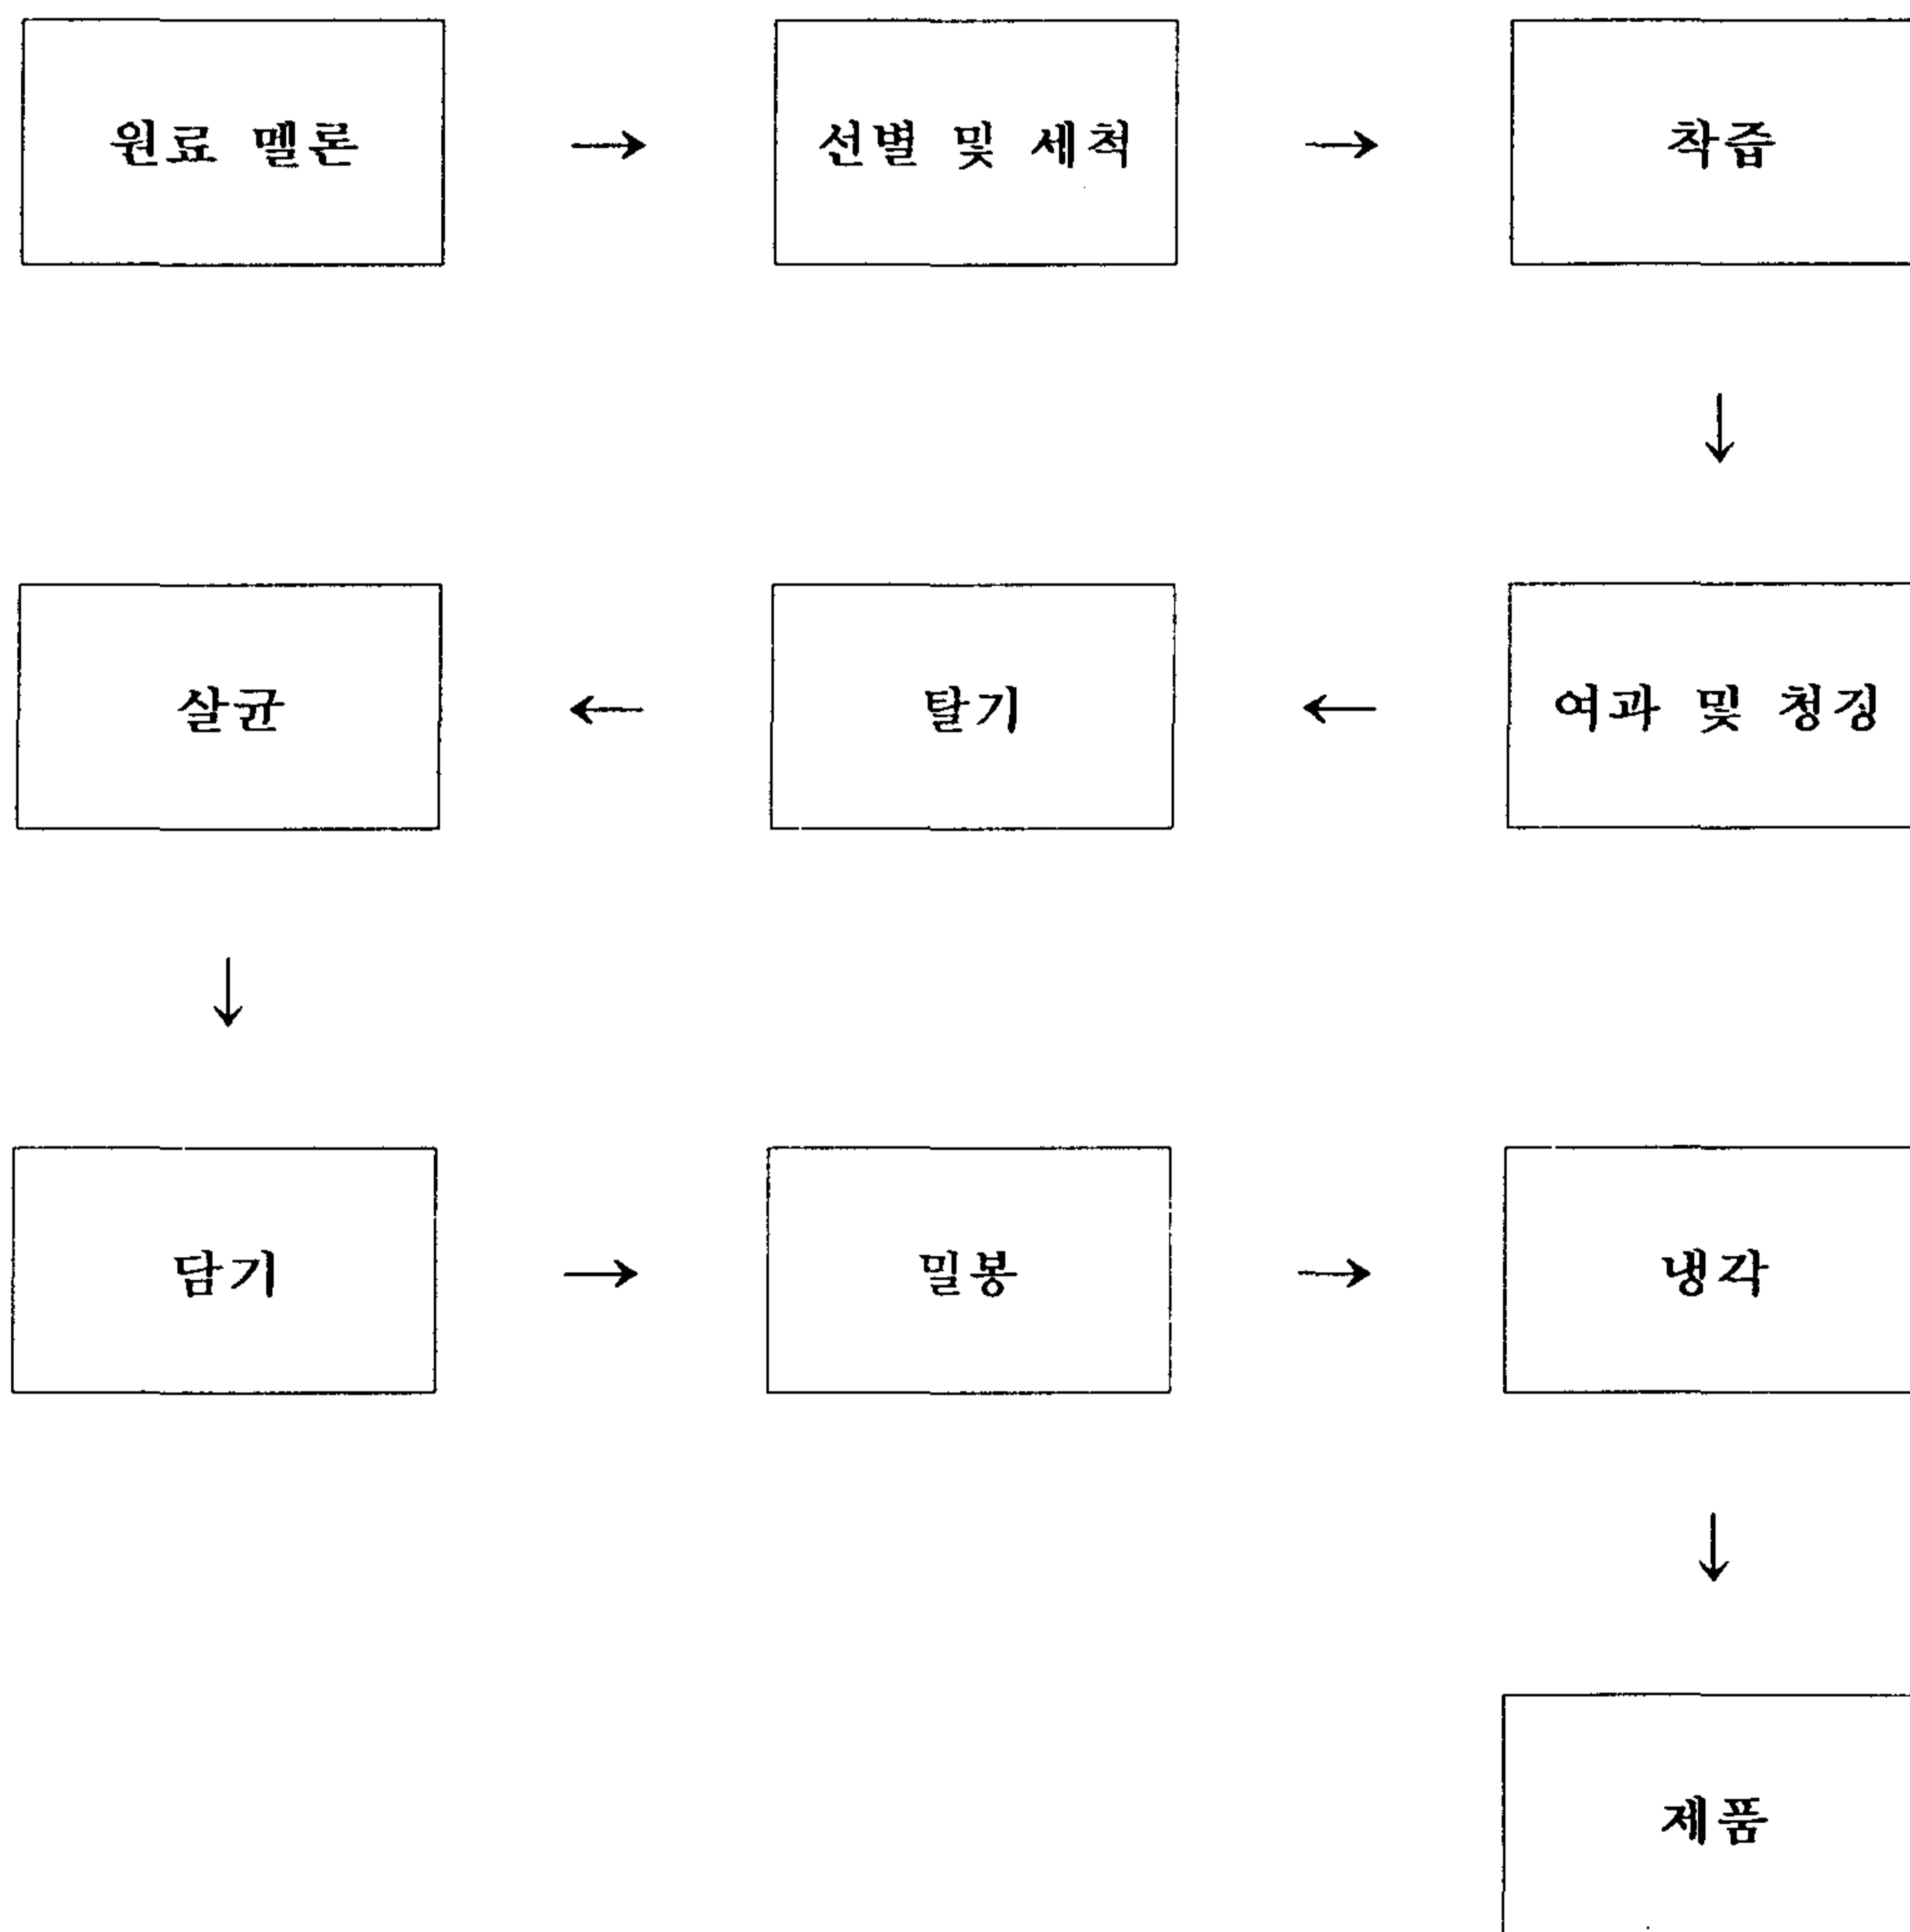 원료 멜론 → 선별 및 세척 → 착즙
↓
살균 ← 탈기 ← 여과 및 청징
↓
담기 → 밀봉 → 냉각
↓
제품